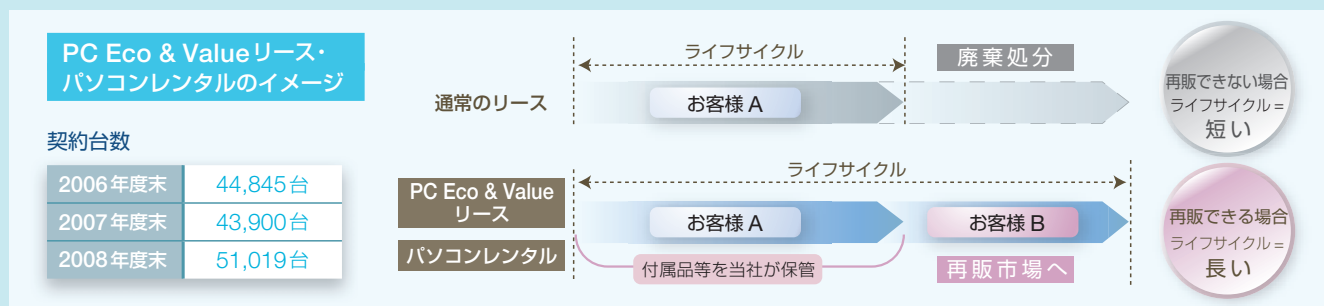 PC Eco & Valueリース・
パソコンレンタルのイメージ
契約台数
2006年度末 44,845台
2007年度末 43,900台
2008年度末 51,019台
ライフサイクル
廃棄処分
通常のリース
お客様 A
再販できない場合
ライフサイクル=
短い
ライフサイクル
PC Eco & Value
リース
パソコンレンタル
お客様 A
お客様 B
付属品等を当社が保管
再販市場へ
再販できる場合
ライフサイクル=
長い